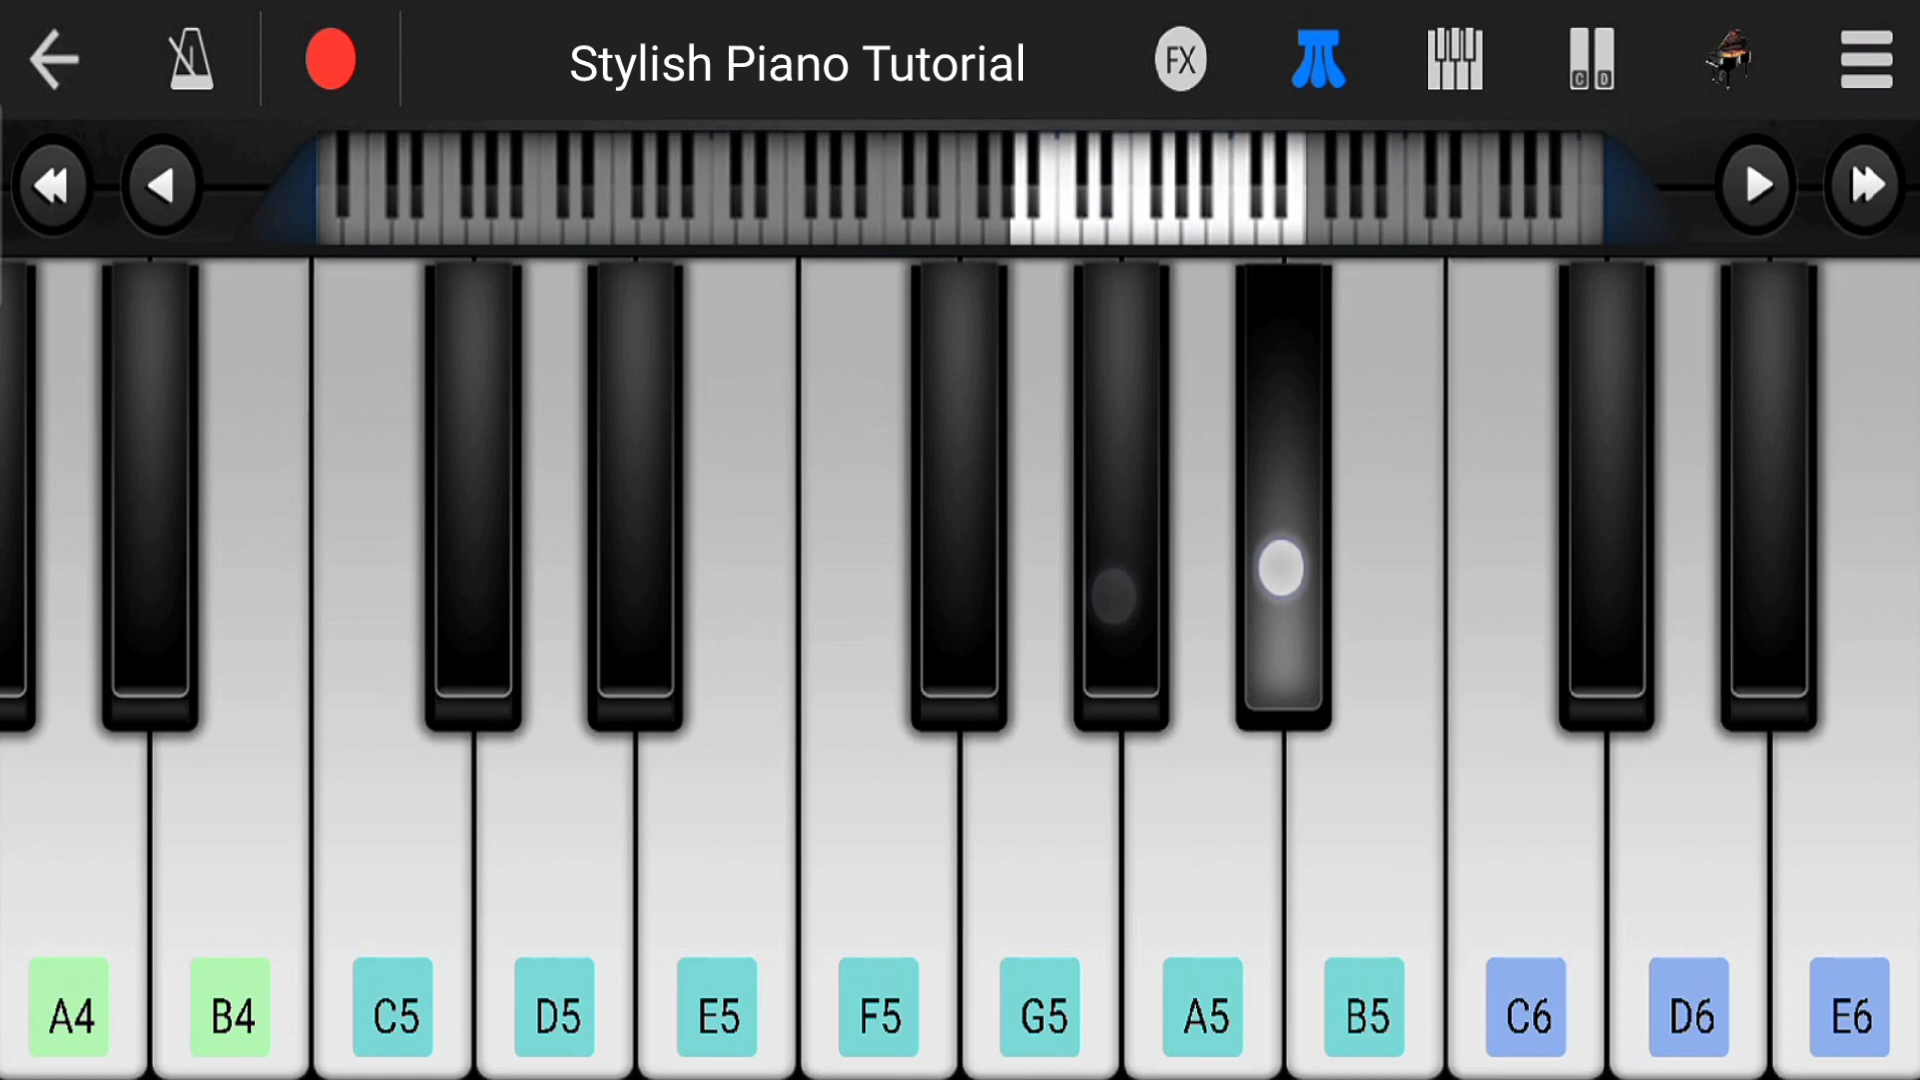 Stylish Piano Tutorial
FX
C D
A4 B4 C5 D5 E5 F5 G5 A5 B5 C6 D6 E6